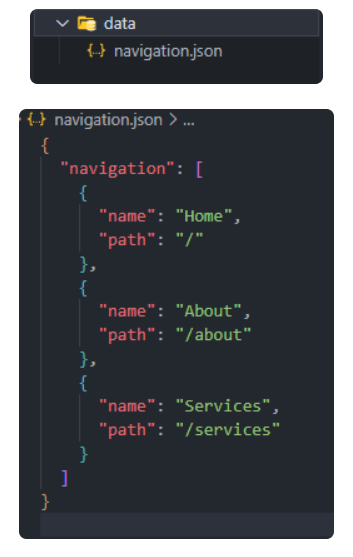 data
{..} navigation.json
{..} navigation.json > ...
{
"navigation": [
{
"name": "Home",
"path": "/"
},
{
"name": "About",
"path": "/about"
},
{
"name": "Services",
"path": "/services"
}
]
}